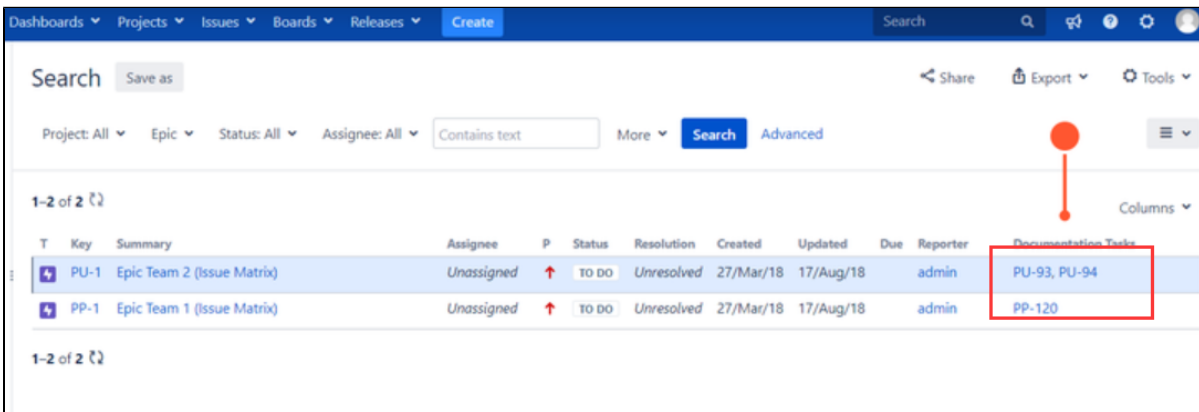 Dashboards Projects Issues Boards Releases Create Search
Search Save as Share Export Tools
Project: All Epic Status: All Assignee: All Contains text More Search Advanced
1–2 of 2
Columns
T Key Summary Assignee P Status Resolution Created Updated Due Reporter Documentation Tasks
PU-1 Epic Team 2 (Issue Matrix) Unassigned TO DO Unresolved 27/Mar/18 17/Aug/18 admin PU-93, PU-94
PP-1 Epic Team 1 (Issue Matrix) Unassigned TO DO Unresolved 27/Mar/18 17/Aug/18 admin PP-120
1–2 of 2